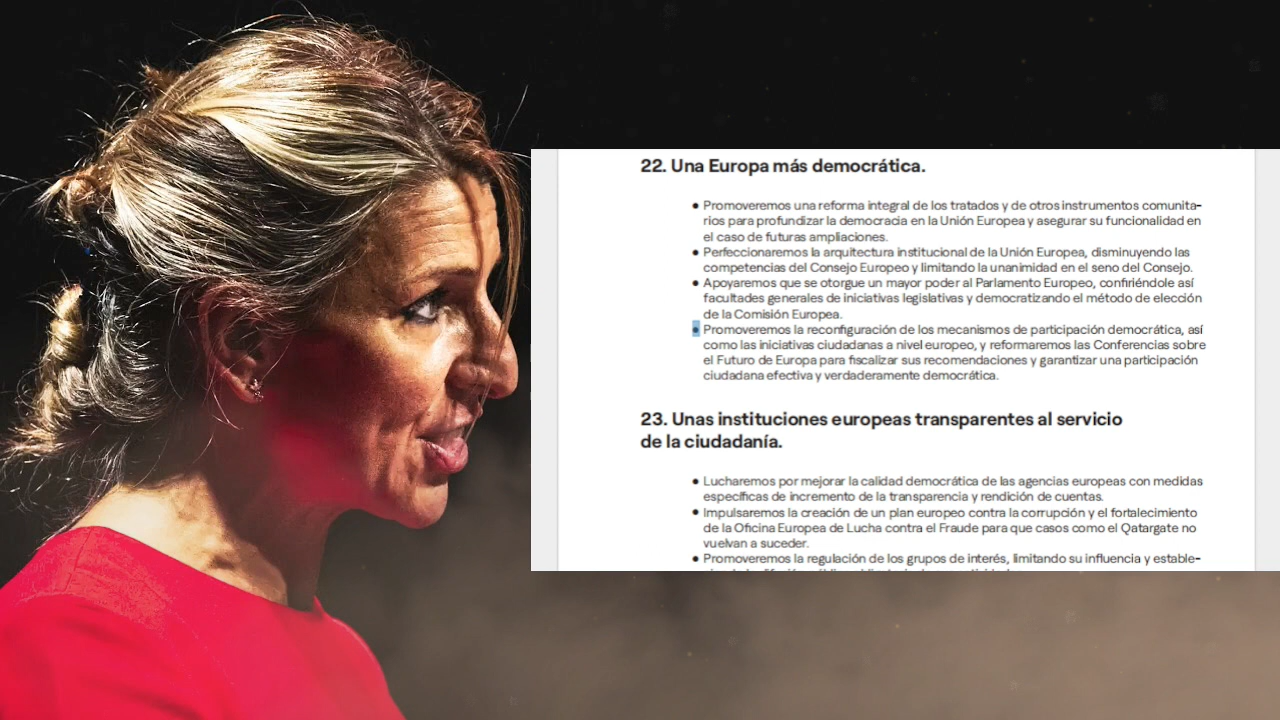 22. Una Europa más democrática.
● Promoveremos una reforma integral de los tratados y de otros instrumentos comunita-
rios para profundizar la democracia en la Unión Europea y asegurar su funcionalidad en
el caso de futuras ampliaciones.
● Perfeccionaremos la arquitectura institucional de la Unión Europea, disminuyendo las
competencias del Consejo Europeo y limitando la unanimidad en el seno del Consejo.
● Apoyaremos que se otorgue un mayor poder al Parlamento Europeo, confiriéndole así
facultades generales de iniciativas legislativas y democratizando el método de elección
de la Comisión Europea.
● Promoveremos la reconfiguración de los mecanismos de participación democrática, así
como las iniciativas ciudadanas a nivel europeo, y reformaremos las Conferencias sobre
el Futuro de Europa para fiscalizar sus recomendaciones y garantizar una participación
ciudadana efectiva y verdaderamente democrática.
23. Unas instituciones europeas transparentes al servicio
de la ciudadanía.
● Lucharemos por mejorar la calidad democrática de las agencias europeas con medidas
específicas de incremento de la transparencia y rendición de cuentas.
● Impulsaremos la creación de un plan europeo contra la corrupción y el fortalecimiento
de la Oficina Europea de Lucha contra el Fraude para que casos como el Qatargate no
vuelvan a suceder.
● Promoveremos la regulación de los grupos de interés, limitando su influencia y estable-